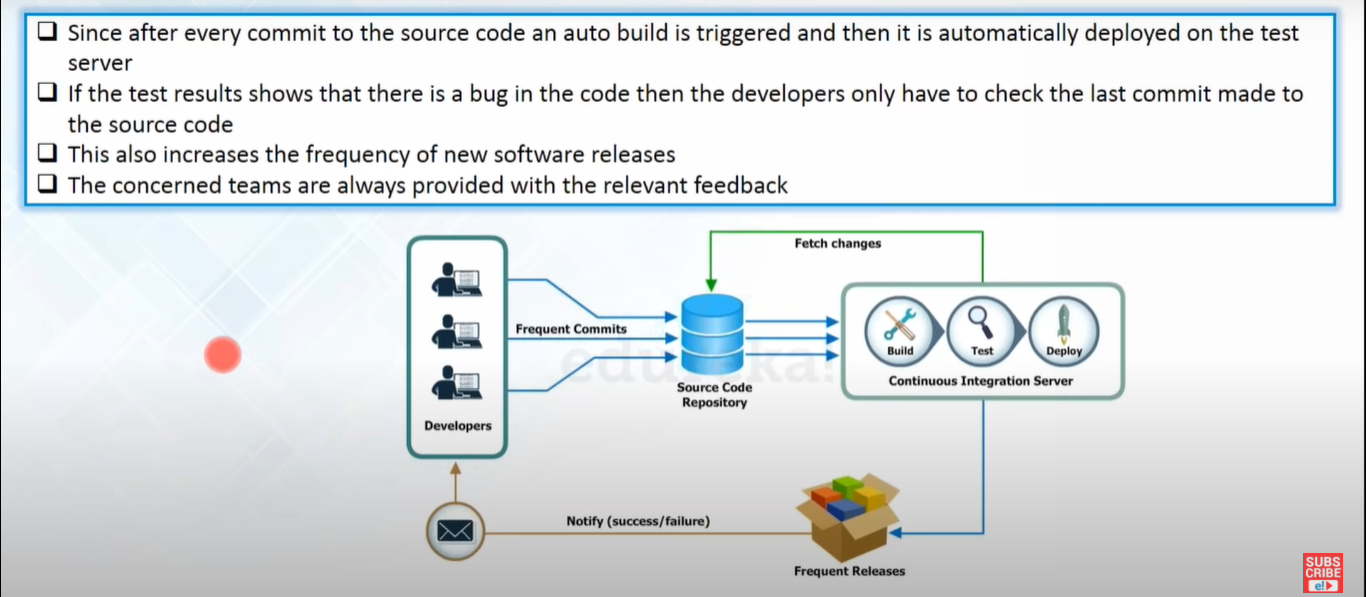 Since after every commit to the source code an auto build is triggered and then it is automatically deployed on the test
server
If the test results shows that there is a bug in the code then the developers only have to check the last commit made to
the source code
This also increases the frequency of new software releases
The concerned teams are always provided with the relevant feedback
Fetch changes
Frequent Commits
Build
Test
Deploy
edureka!
Continuous Integration Server
Source Code
Repository
Developers
Notify (success/failure)
Frequent Releases
SUBS
CRIBE
e!